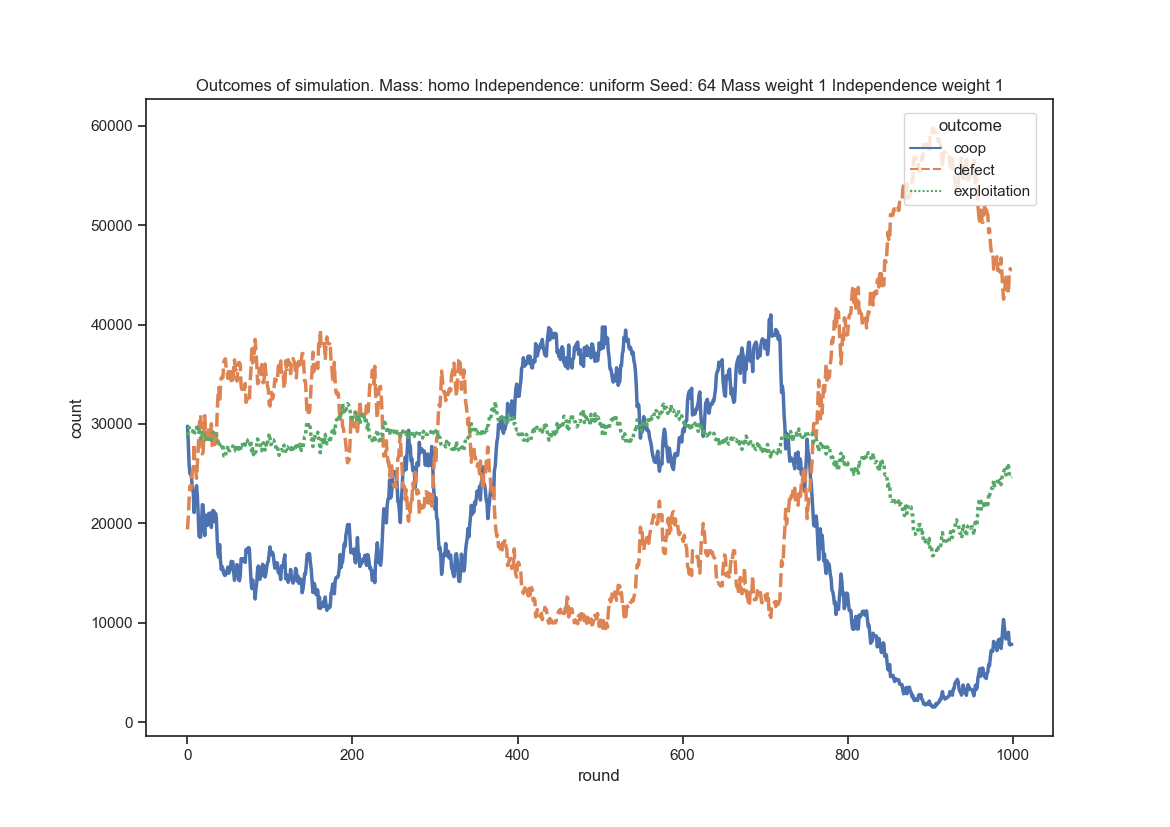 Outcomes of simulation. Mass: homo Independence: uniform Seed: 64 Mass weight 1 Independence weight 1
60000
50000
40000
30000
20000
10000
0
count
outcome
coop
defect
exploitation
0 200 400 600 800 1000
round